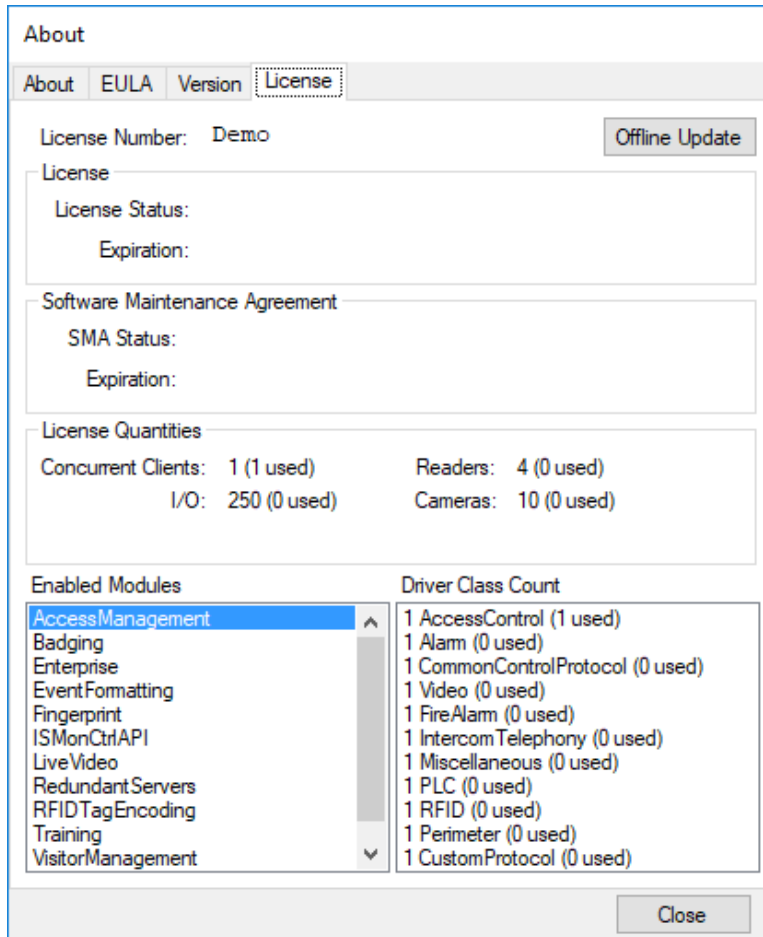 About
About EULA Version License
License Number: Demo Offline Update
License
License Status:
Expiration:
Software Maintenance Agreement
SMA Status:
Expiration:
License Quantities
Concurrent Clients: 1 (1 used) Readers: 4 (0 used)
I/O: 250 (0 used) Cameras: 10 (0 used)
Enabled Modules
AccessManagement
Badging
Enterprise
EventFormatting
Fingerprint
ISMonCtrlAPI
LiveVideo
RedundantServers
RFIDTagEncoding
Training
VisitorManagement
Driver Class Count
1 AccessControl (1 used)
1 Alarm (0 used)
1 CommonControlProtocol (0 used)
1 Video (0 used)
1 FireAlarm (0 used)
1 IntercomTelephony (0 used)
1 Miscellaneous (0 used)
1 PLC (0 used)
1 RFID (0 used)
1 Perimeter (0 used)
1 CustomProtocol (0 used)
Close